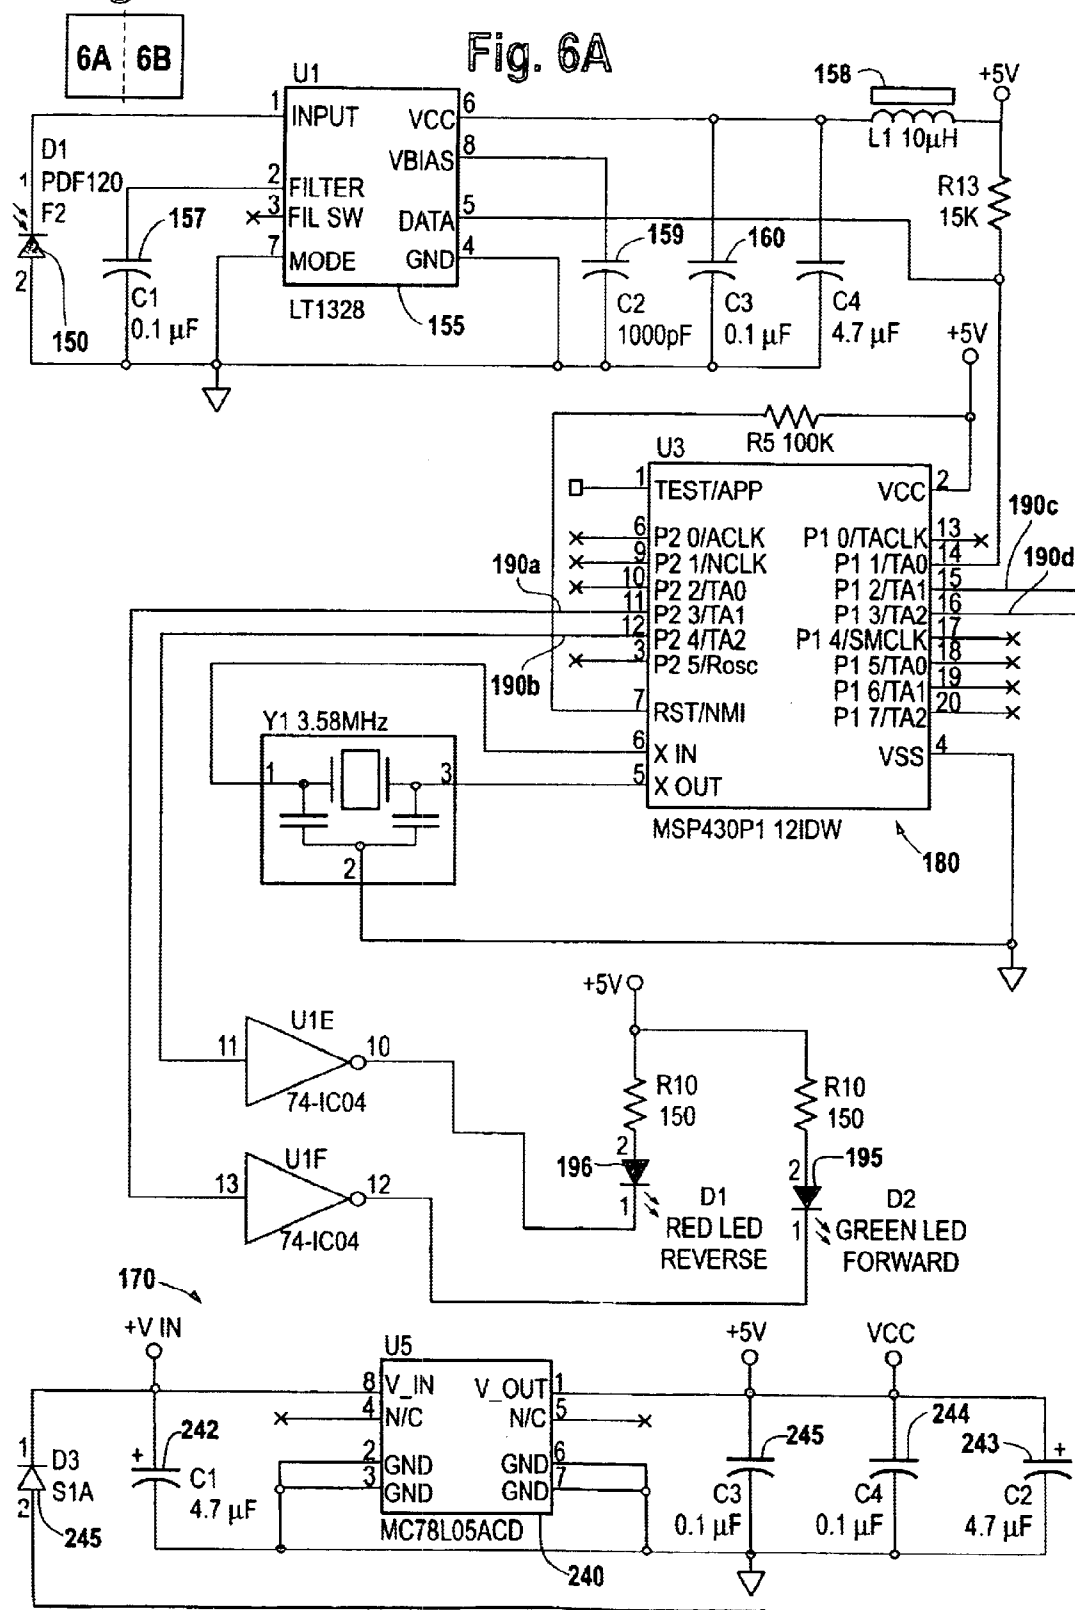 Fig. 6A
6A 6B
U1
1 INPUT
VCC 6
VBIAS 8
2 FILTER
3 FIL SW
DATA 5
7 MODE
GND 4
LT1328
155
D1
1 PDF120
F2
2
150
157
C1
0.1 µF
159
C2
1000pF
160
C3
0.1 µF
C4
4.7 µF
158
L1 10µH
+5V
R13
15K
+5V
R5 100K
U3
1 TEST/APP
VCC 2
6 P2 0/ACLK
P1 0/TACLK 13
9 P2 1/NCLK
P1 1/TA0 14
10 P2 2/TA0
P1 2/TA1 15
11 P2 3/TA1
P1 3/TA2 16
12 P2 4/TA2
P1 4/SMCLK 17
3 P2 5/Rosc
P1 5/TA0 18
P1 6/TA1 19
7 RST/NMI
P1 7/TA2 20
6 X IN
VSS 4
5 X OUT
MSP430P1 12IDW
180
190a
190b
190c
190d
Y1 3.58MHz
1
3
2
U1E
11
10
74-IC04
U1F
13
12
74-IC04
+5V
R10
150
R10
150
2
196
1
D1
RED LED
REVERSE
2
195
1
D2
GREEN LED
FORWARD
170
+V IN
U5
8 V_IN
V_OUT 1
4 N/C
N/C 5
2 GND
GND 6
3 GND
GND 7
MC78L05ACD
240
1
D3
S1A
2
245
242
+
C1
4.7 µF
+5V
245
C3
0.1 µF
VCC
244
C4
0.1 µF
243
+
C2
4.7 µF